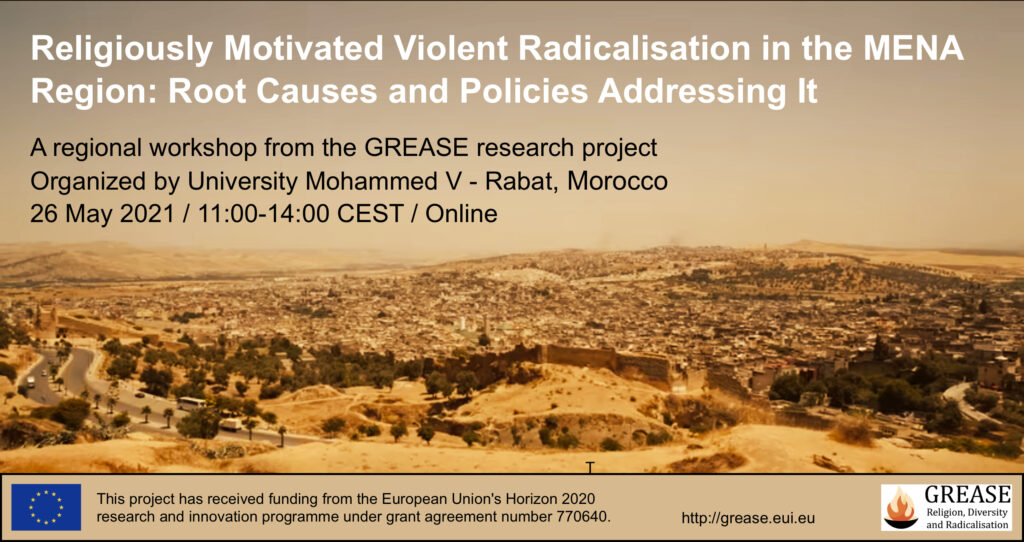 Religiously Motivated Violent Radicalisation in the MENA
Region: Root Causes and Policies Addressing It
A regional workshop from the GREASE research project
Organized by University Mohammed V - Rabat, Morocco
26 May 2021 / 11:00-14:00 CEST / Online
T
This project has received funding from the European Union's Horizon 2020
research and innovation programme under grant agreement number 770640.
http://grease.eui.eu
GREASE
Religion, Diversity
and Radicalisation